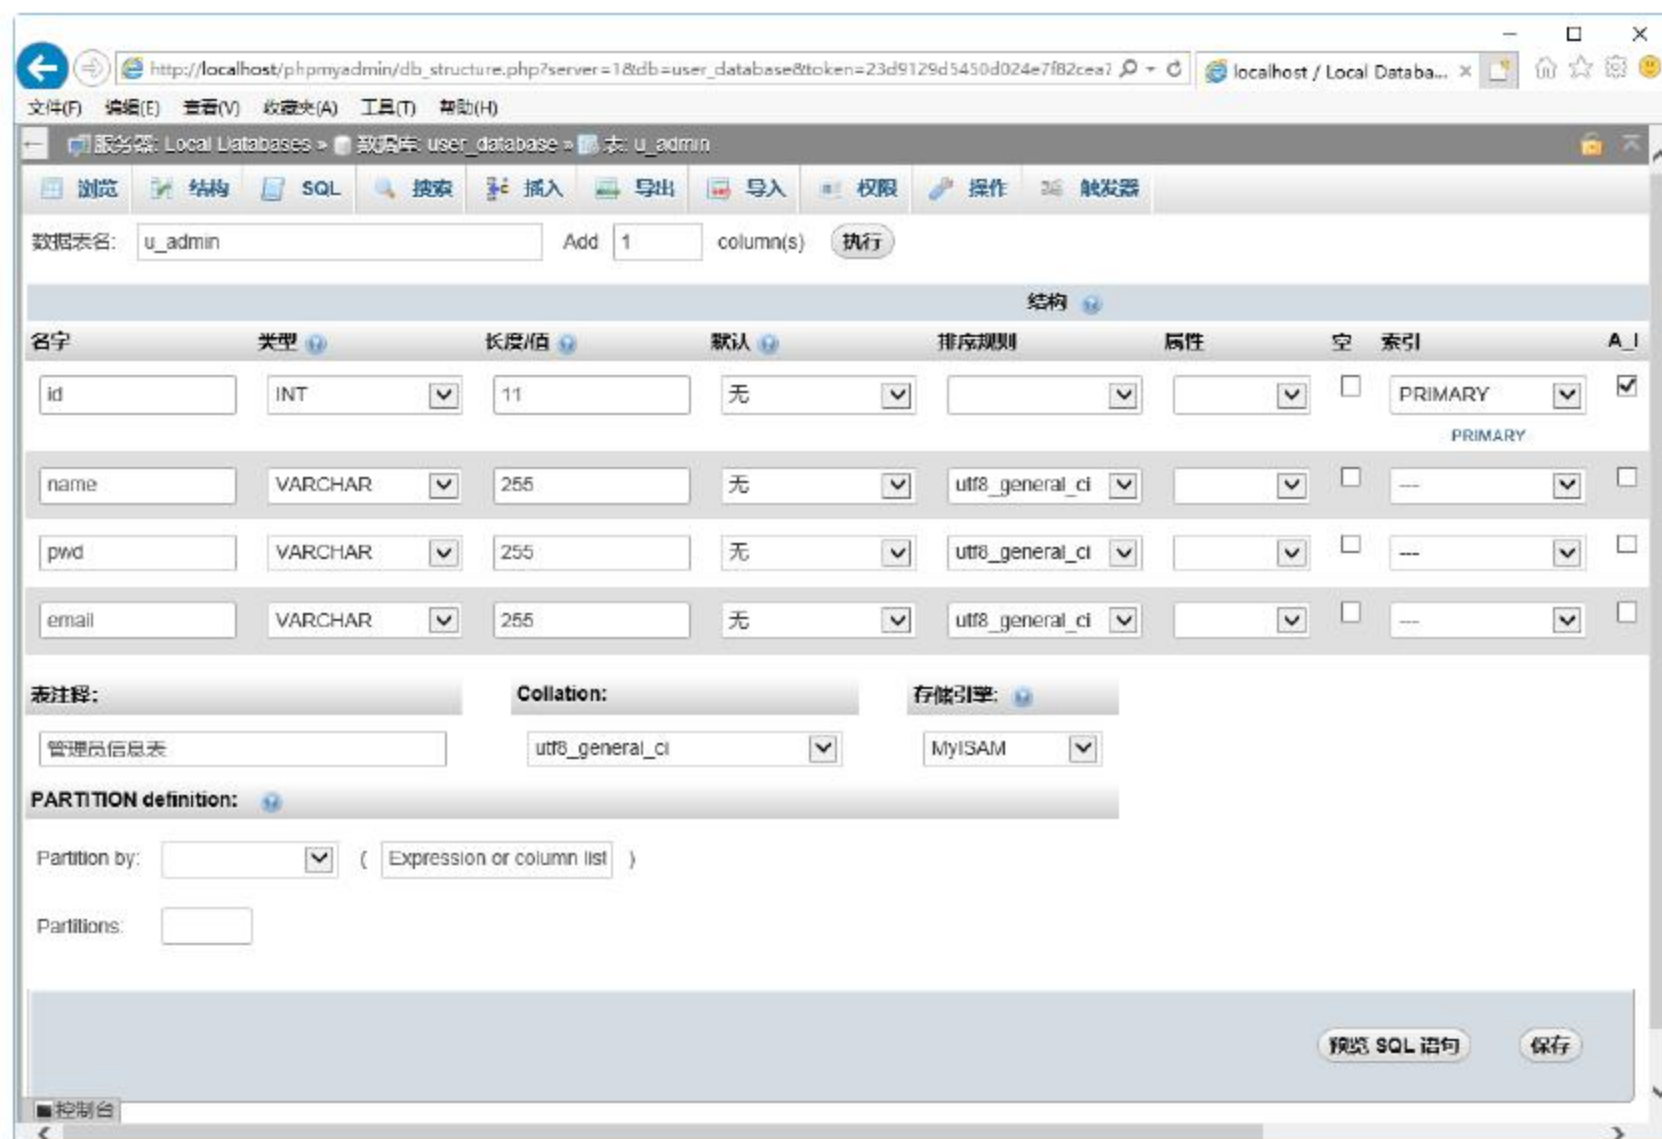 http://localhost/phpmyadmin/db_structure.php?server=1&db=user_database&token=23d9129d5450d024e7f82cea7 localhost / Local Databa...
文件(F) 编辑(E) 查看(V) 收藏夹(A) 工具(T) 帮助(H)
服务器: Local Databases » 数据库: user_database » 表: u_admin
浏览 结构 SQL 搜索 插入 导出 导入 权限 操作 触发器
数据表名: u_admin Add 1 column(s) 执行
结构
名字 类型 长度/值 默认 排序规则 属性 空 索引 A_I
id INT 11 无 PRIMARY
PRIMARY
name VARCHAR 255 无 utf8_general_ci ---
pwd VARCHAR 255 无 utf8_general_ci ---
email VARCHAR 255 无 utf8_general_ci ---
表注释: Collation: 存储引擎:
管理员信息表 utf8_general_ci MyISAM
PARTITION definition:
Partition by: ( Expression or column list )
Partitions:
预览 SQL 语句 保存
控制台